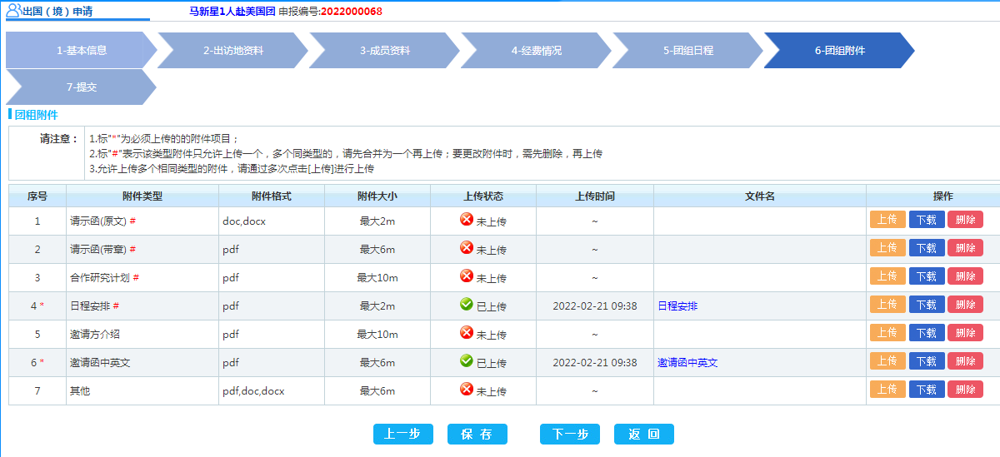 出国（境）申请 马新星1人赴美国团 申报编号:2022000068
1-基本信息 2-出访地资料 3-成员资料 4-经费情况 5-团组日程 6-团组附件
7-提交
团组附件
请注意： 1.标"*"为必须上传的的附件项目；
2.标"#"表示该类型附件只允许上传一个，多个同类型的，请先合并为一个再上传；要更改附件时，需先删除，再上传
3.允许上传多个相同类型的附件，请通过多次点击[上传]进行上传
序号 附件类型 附件格式 附件大小 上传状态 上传时间 文件名 操作
1 请示函(原文) # doc,docx 最大2m 未上传 ~ 上传 下载 删除
2 请示函(带章) # pdf 最大6m 未上传 ~ 上传 下载 删除
3 合作研究计划 # pdf 最大10m 未上传 ~ 上传 下载 删除
4 * 日程安排 # pdf 最大2m 已上传 2022-02-21 09:38 日程安排 上传 下载 删除
5 邀请方介绍 pdf 最大10m 未上传 ~ 上传 下载 删除
6 * 邀请函中英文 pdf 最大6m 已上传 2022-02-21 09:38 邀请函中英文 上传 下载 删除
7 其他 pdf,doc,docx 最大6m 未上传 ~ 上传 下载 删除
上一步 保 存 下一步 返 回